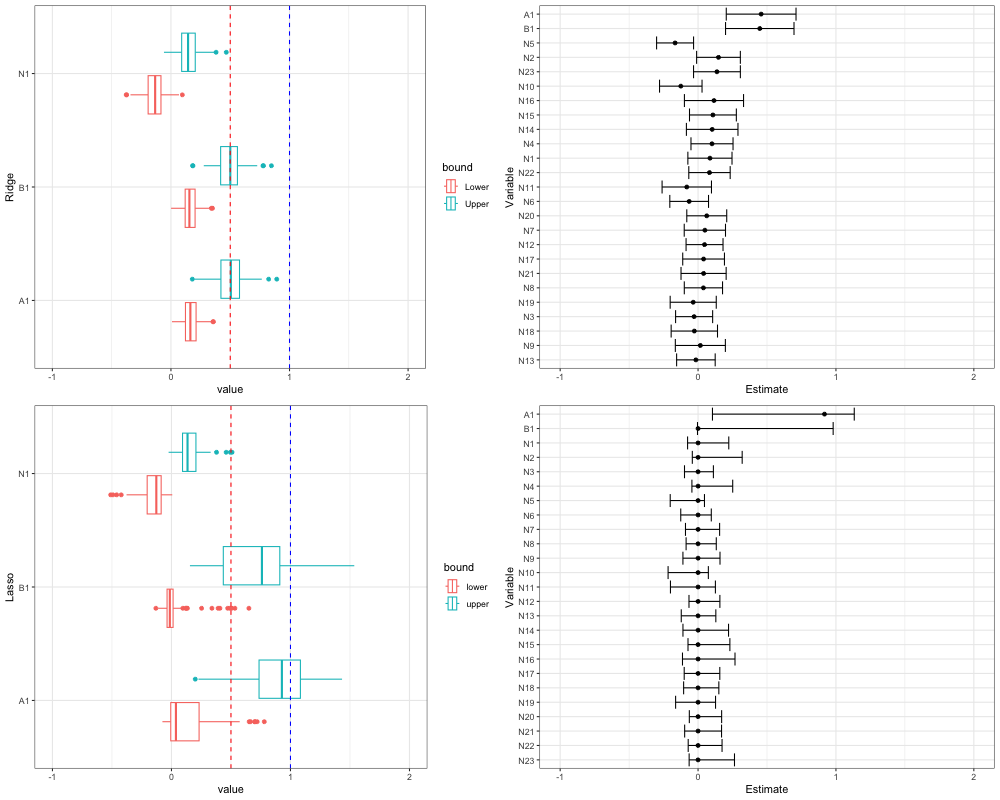 Ridge
N1
B1
A1
-1 0 1 2
value
bound
Lower
Upper
Variable
A1
B1
N5
N2
N23
N10
N16
N15
N14
N4
N1
N22
N11
N6
N20
N7
N12
N17
N21
N8
N19
N3
N18
N9
N13
-1 0 1 2
Estimate
Lasso
N1
B1
A1
-1 0 1 2
value
bound
lower
upper
Variable
A1
B1
N1
N2
N3
N4
N5
N6
N7
N8
N9
N10
N11
N12
N13
N14
N15
N16
N17
N18
N19
N20
N21
N22
N23
-1 0 1 2
Estimate